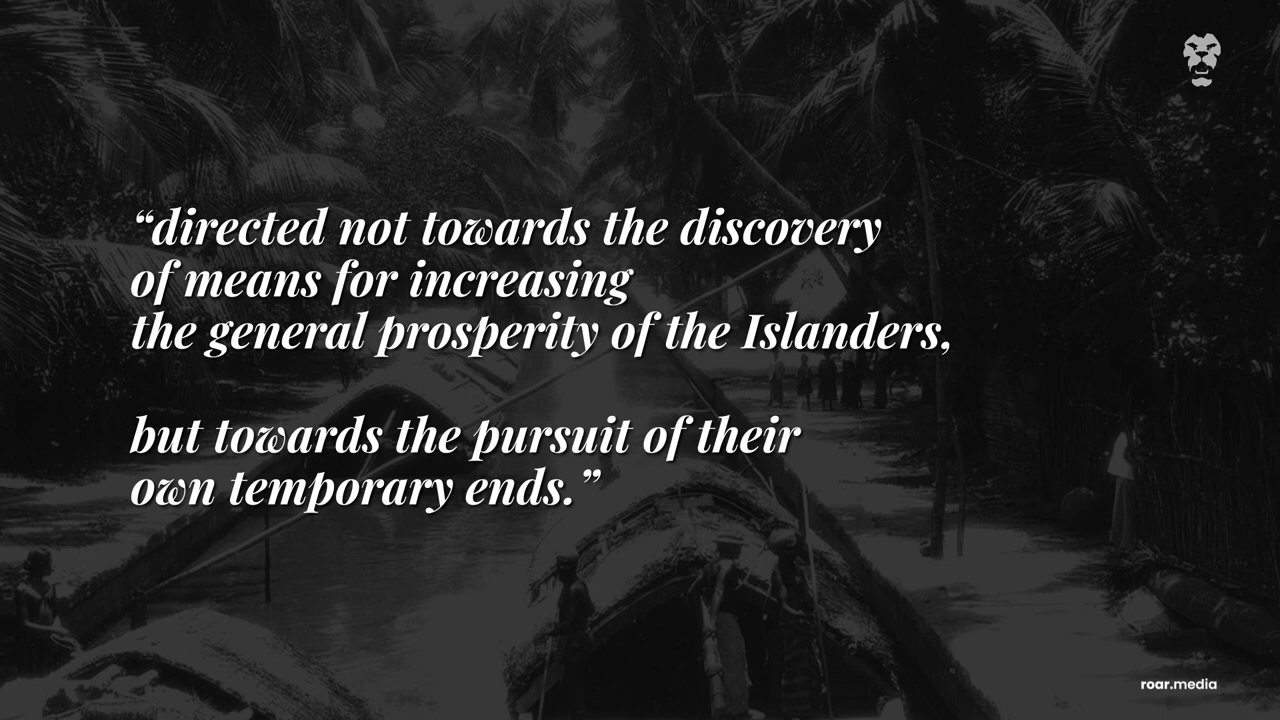 “directed not towards the discovery
of means for increasing
the general prosperity of the Islanders,
but towards the pursuit of their
own temporary ends.”
roar.media